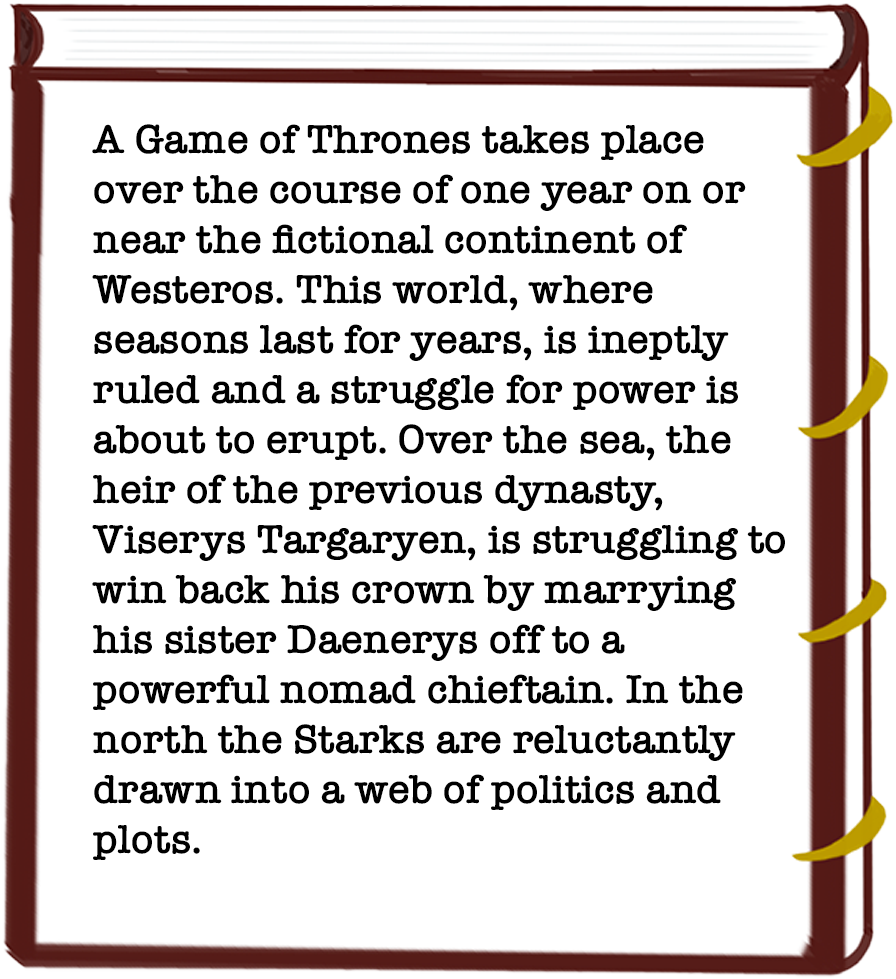 A Game of Thrones takes place
over the course of one year on or
near the fictional continent of
Westeros. This world, where
seasons last for years, is ineptly
ruled and a struggle for power is
about to erupt. Over the sea, the
heir of the previous dynasty,
Viserys Targaryen, is struggling to
win back his crown by marrying
his sister Daenerys off to a
powerful nomad chieftain. In the
north the Starks are reluctantly
drawn into a web of politics and
plots.